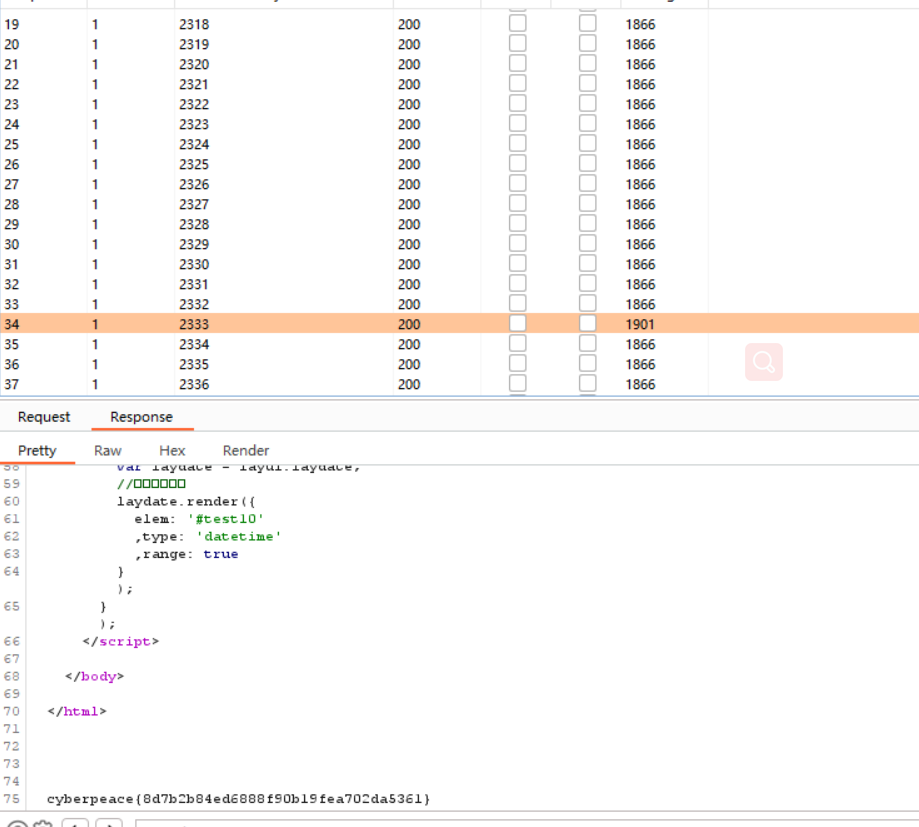 19 1 2318 200 1866
20 1 2319 200 1866
21 1 2320 200 1866
22 1 2321 200 1866
23 1 2322 200 1866
24 1 2323 200 1866
25 1 2324 200 1866
26 1 2325 200 1866
27 1 2326 200 1866
28 1 2327 200 1866
29 1 2328 200 1866
30 1 2329 200 1866
31 1 2330 200 1866
32 1 2331 200 1866
33 1 2332 200 1866
34 1 2333 200 1901
35 1 2334 200 1866
36 1 2335 200 1866
37 1 2336 200 1866
Request Response
Pretty Raw Hex Render
58 var laydate = layui.laydate;
59 //□□□□□□
60 laydate.render({
61 elem: '#test10'
62 ,type: 'datetime'
63 ,range: true
64 }
);
65 }
);
66 </script>
67
68 </body>
69
70 </html>
71
72
73
74
75 cyberpeace{8d7b2b84ed6888f90b19fea702da5361}